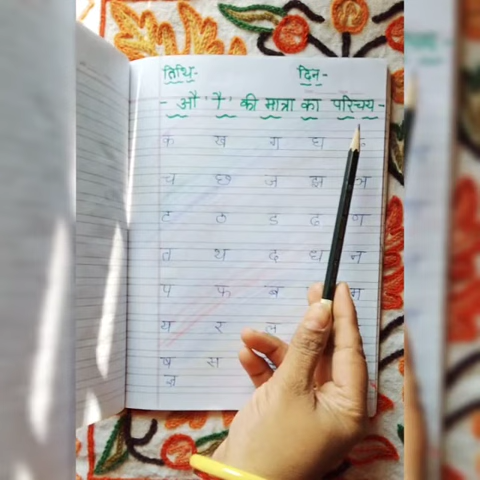 तिथि- दिन-
- औ 'ौ' की मात्रा का परिचय -
क ख ग घ
च छ ज झ ञ
ट ठ ड ढ ण
त थ द ध न
प फ ब म
य र ल
ष स
ज्ञ